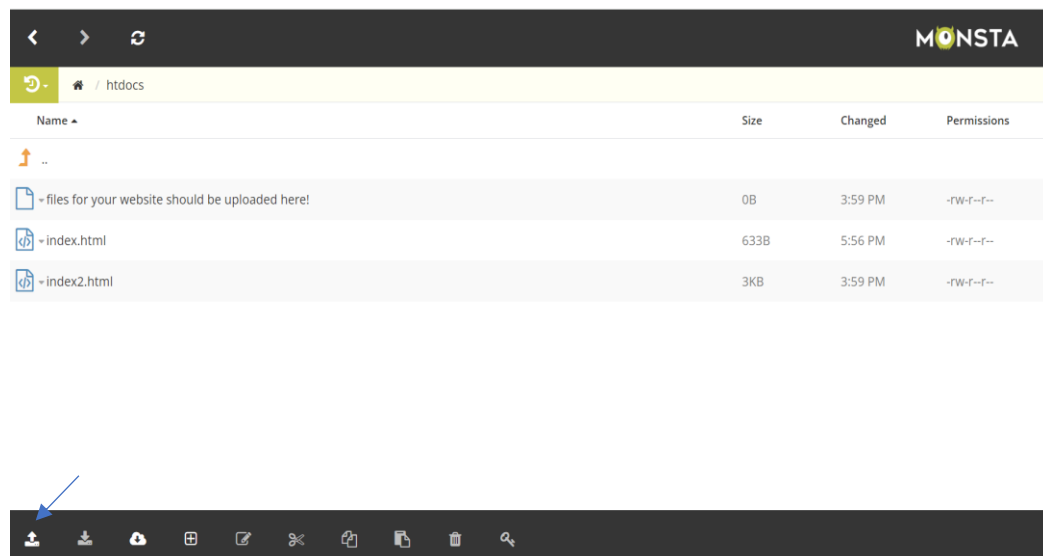 MONSTA
/ htdocs
Name Size Changed Permissions
..
files for your website should be uploaded here! 0B 3:59 PM -rw-r--r--
index.html 633B 5:56 PM -rw-r--r--
index2.html 3KB 3:59 PM -rw-r--r--